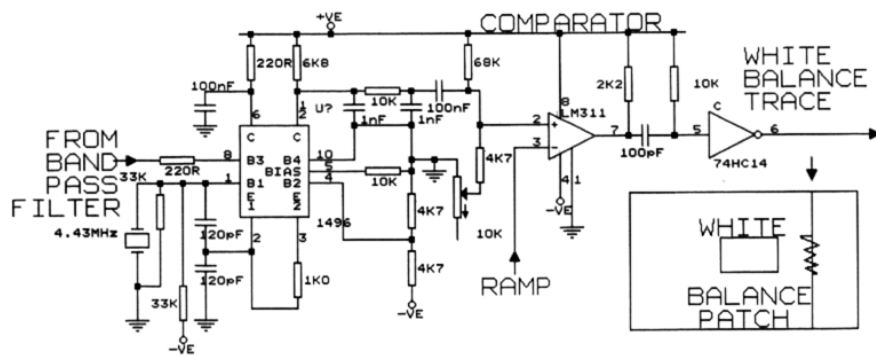 +VE
COMPARATOR
220R
6K8
68K
WHITE
BALANCE
TRACE
100nF
U?
10K
100nF
2K2
10K
6
12
1nF
1nF
8
LM311
C
C
C
2
+
7
5
6
FROM
BAND
PASS
FILTER
8
B3
B4
10
3
-
100pF
74HC14
33K
220R
BIAS
5
4K7
1
B1
B2
4
10K
4
1
E
1
E
2
-VE
4.43MHz
120pF
2
3
1496
4K7
10K
WHITE
120pF
1K0
4K7
RAMP
BALANCE
PATCH
33K
-VE
-VE